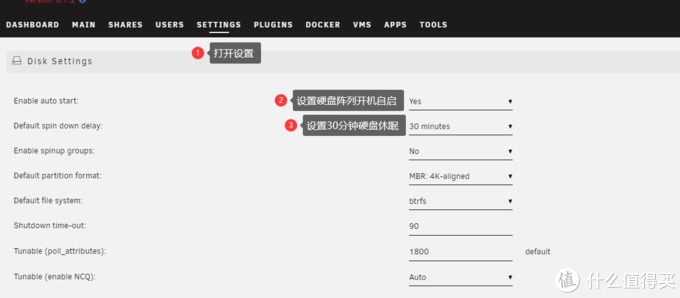 Version: 6.7.2
DASHBOARD MAIN SHARES USERS SETTINGS PLUGINS DOCKER VMS APPS TOOLS
1 打开设置
Disk Settings
Enable auto start: 2 设置硬盘阵列开机自启 Yes
Default spin down delay: 3 设置30分钟硬盘休眠 30 minutes
Enable spinup groups: No
Default partition format: MBR: 4K-aligned
Default file system: btrfs
Shutdown time-out: 90
Tunable (poll_attributes): 1800 default
Tunable (enable NCQ): Auto
值 什么值得买